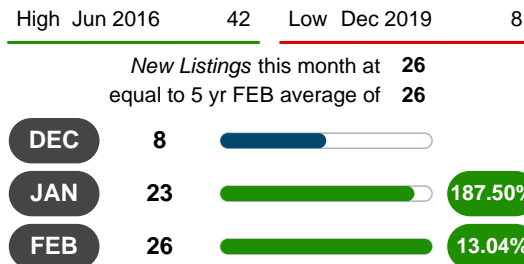 High Jun 2016 42 Low Dec 2019 8
New Listings this month at 26
equal to 5 yr FEB average of 26
DEC 8
JAN 23 187.50%
FEB 26 13.04%